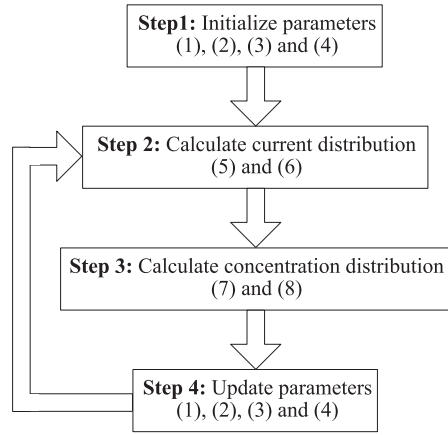 Step1: Initialize parameters
(1), (2), (3) and (4)
Step 2: Calculate current distribution
(5) and (6)
Step 3: Calculate concentration distribution
(7) and (8)
Step 4: Update parameters
(1), (2), (3) and (4)